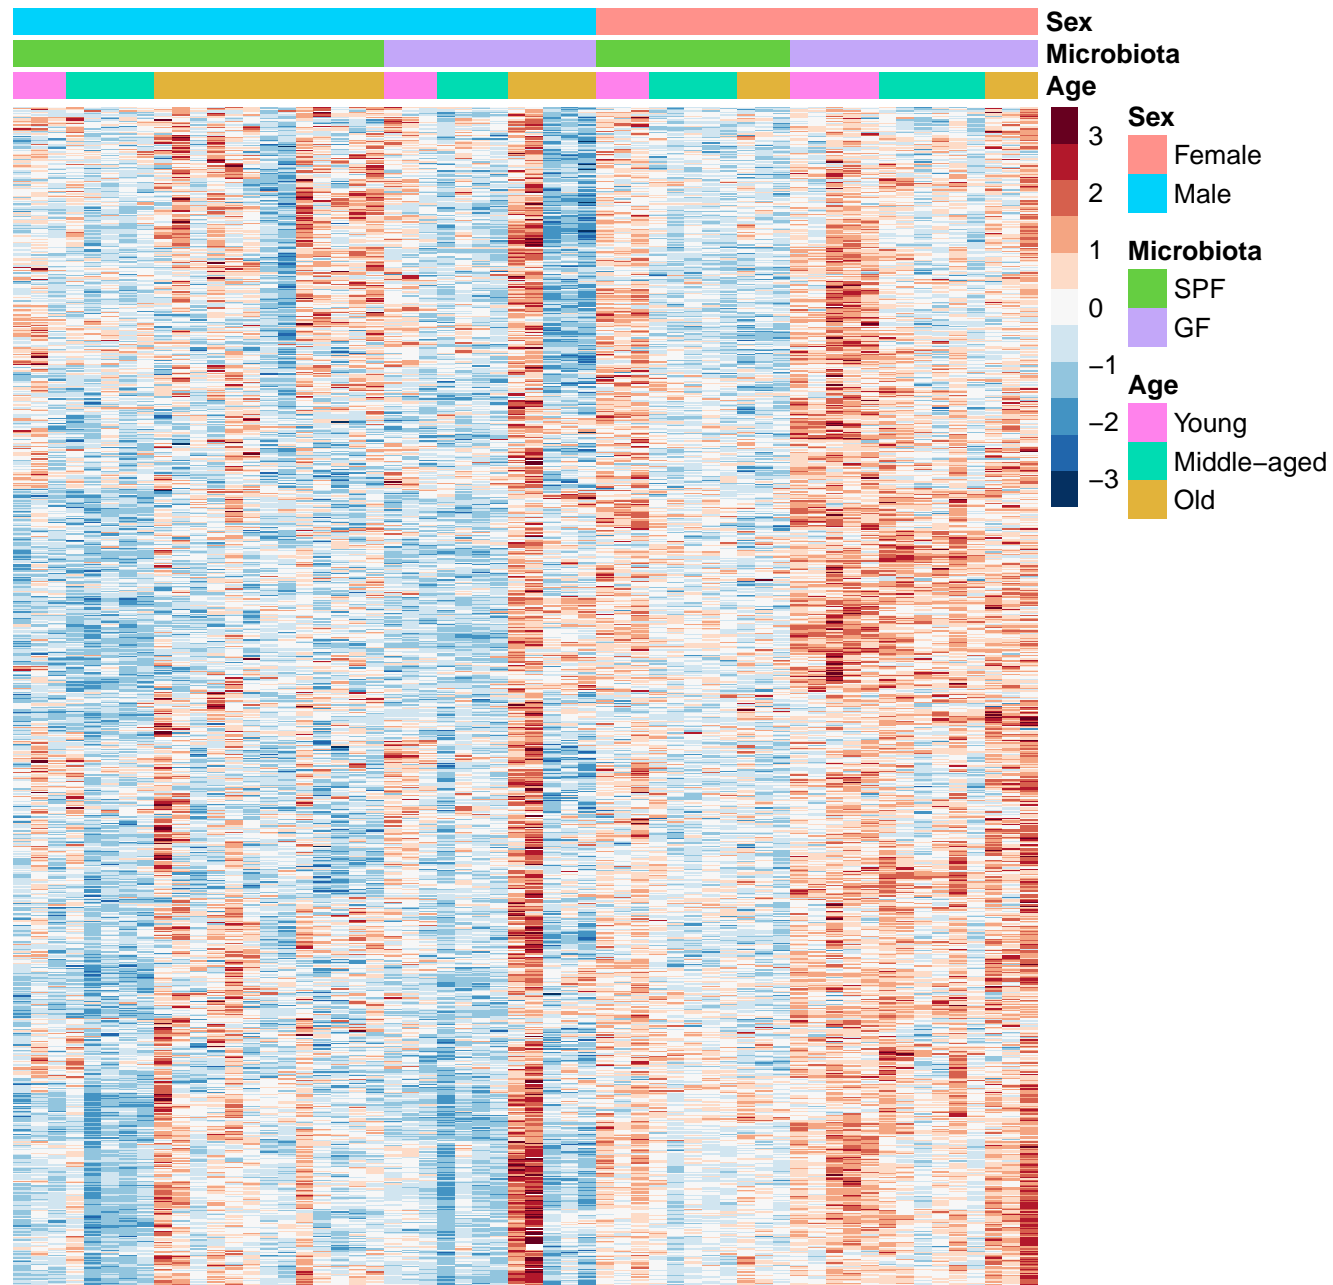 Sex
Microbiota
Age
3
2
1
0
−1
−2
−3
Sex
Female
Male
Microbiota
SPF
GF
Age
Young
Middle−aged
Old